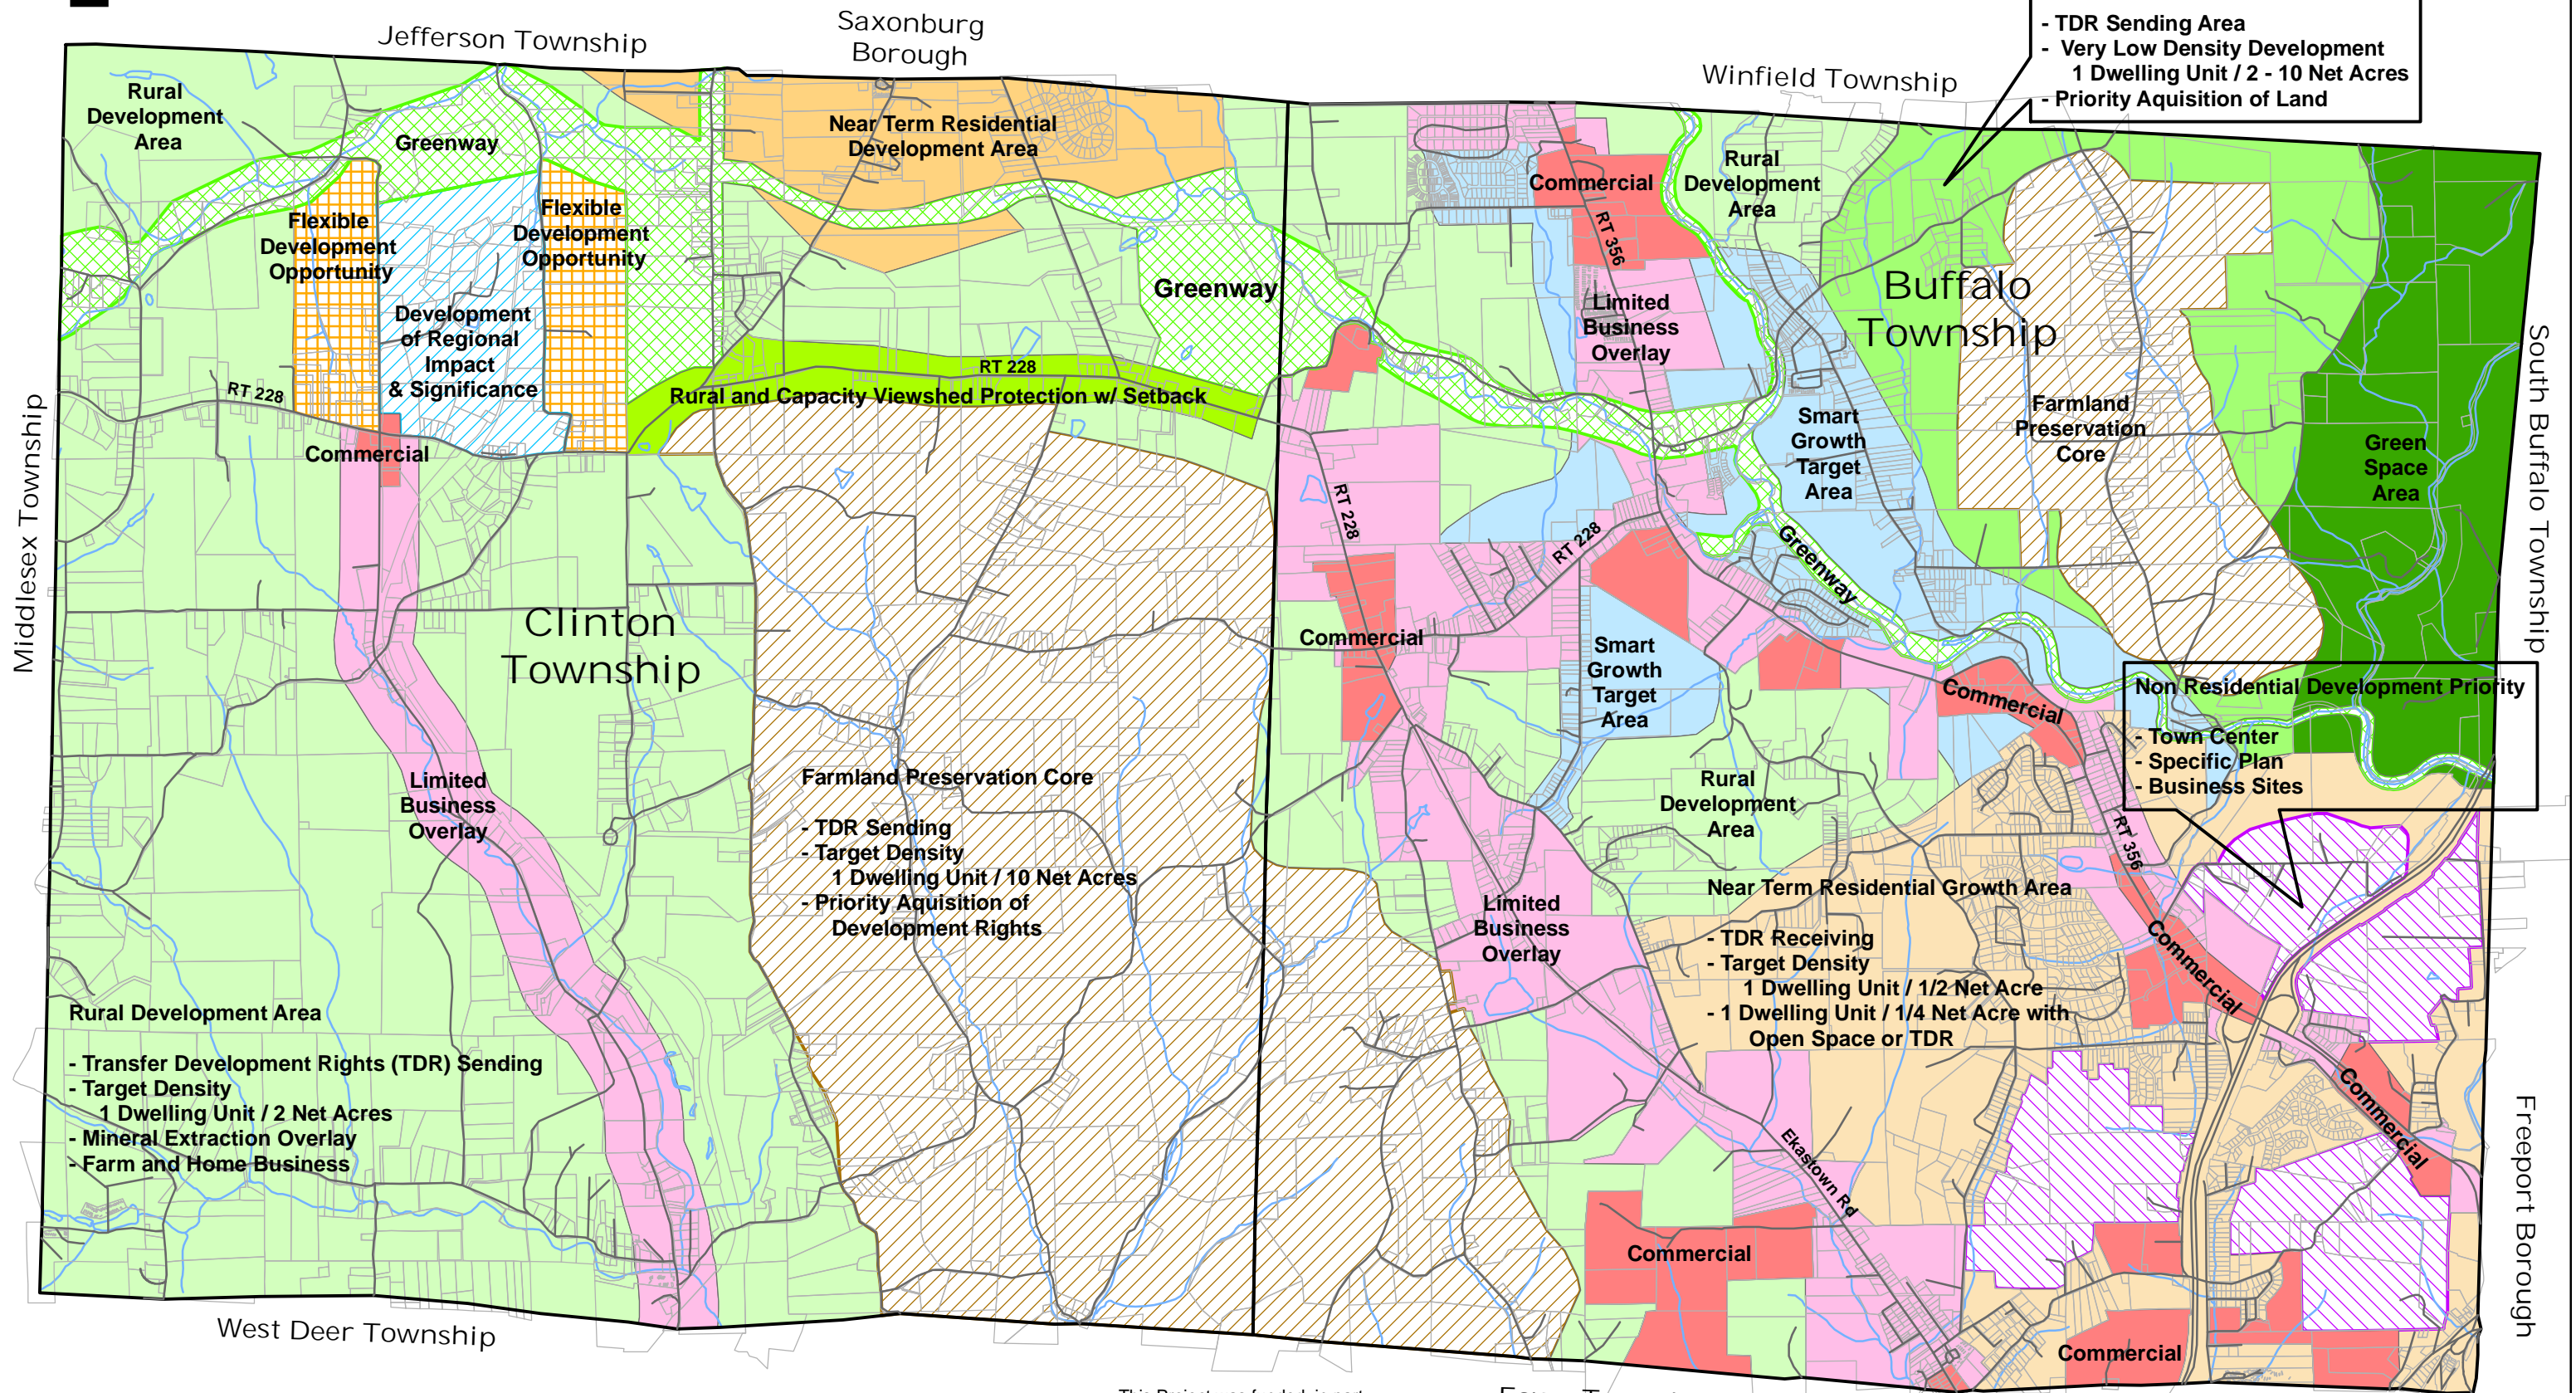 Jefferson Township
Saxonburg
Borough
Winfield Township
- TDR Sending Area
- Very Low Density Development
1 Dwelling Unit / 2 - 10 Net Acres
- Priority Aquisition of Land
Rural
Development
Area
Greenway
Near Term Residential
Development Area
Commercial
Rural
Development
Area
RT 356
Flexible
Development
Opportunity
Flexible
Development
Opportunity
Development
of Regional
Impact
& Significance
Greenway
Limited
Business
Overlay
Buffalo
Township
RT 228
RT 228
Rural and Capacity Viewshed Protection w/ Setback
Commercial
Smart
Growth
Target
Area
Farmland
Preservation
Core
Green
Space
Area
South Buffalo Township
Middlesex Township
RT 228
RT 228
Greenway
Clinton
Township
Commercial
Smart
Growth
Target
Area
Commercial
Non Residential Development Priority
- Town Center
- Specific Plan
- Business Sites
Limited
Business
Overlay
Farmland Preservation Core
- TDR Sending
- Target Density
1 Dwelling Unit / 10 Net Acres
- Priority Aquisition of
Development Rights
Rural
Development
Area
RT 356
Limited
Business
Overlay
Near Term Residential Growth Area
- TDR Receiving
- Target Density
1 Dwelling Unit / 1/2 Net Acre
- 1 Dwelling Unit / 1/4 Net Acre with
Open Space or TDR
Commercial
Rural Development Area
- Transfer Development Rights (TDR) Sending
- Target Density
1 Dwelling Unit / 2 Net Acres
- Mineral Extraction Overlay
- Farm and Home Business
Commercial
Ekastown Rd
Freeport Borough
Commercial
Commercial
West Deer Township
This Project was funded, in part